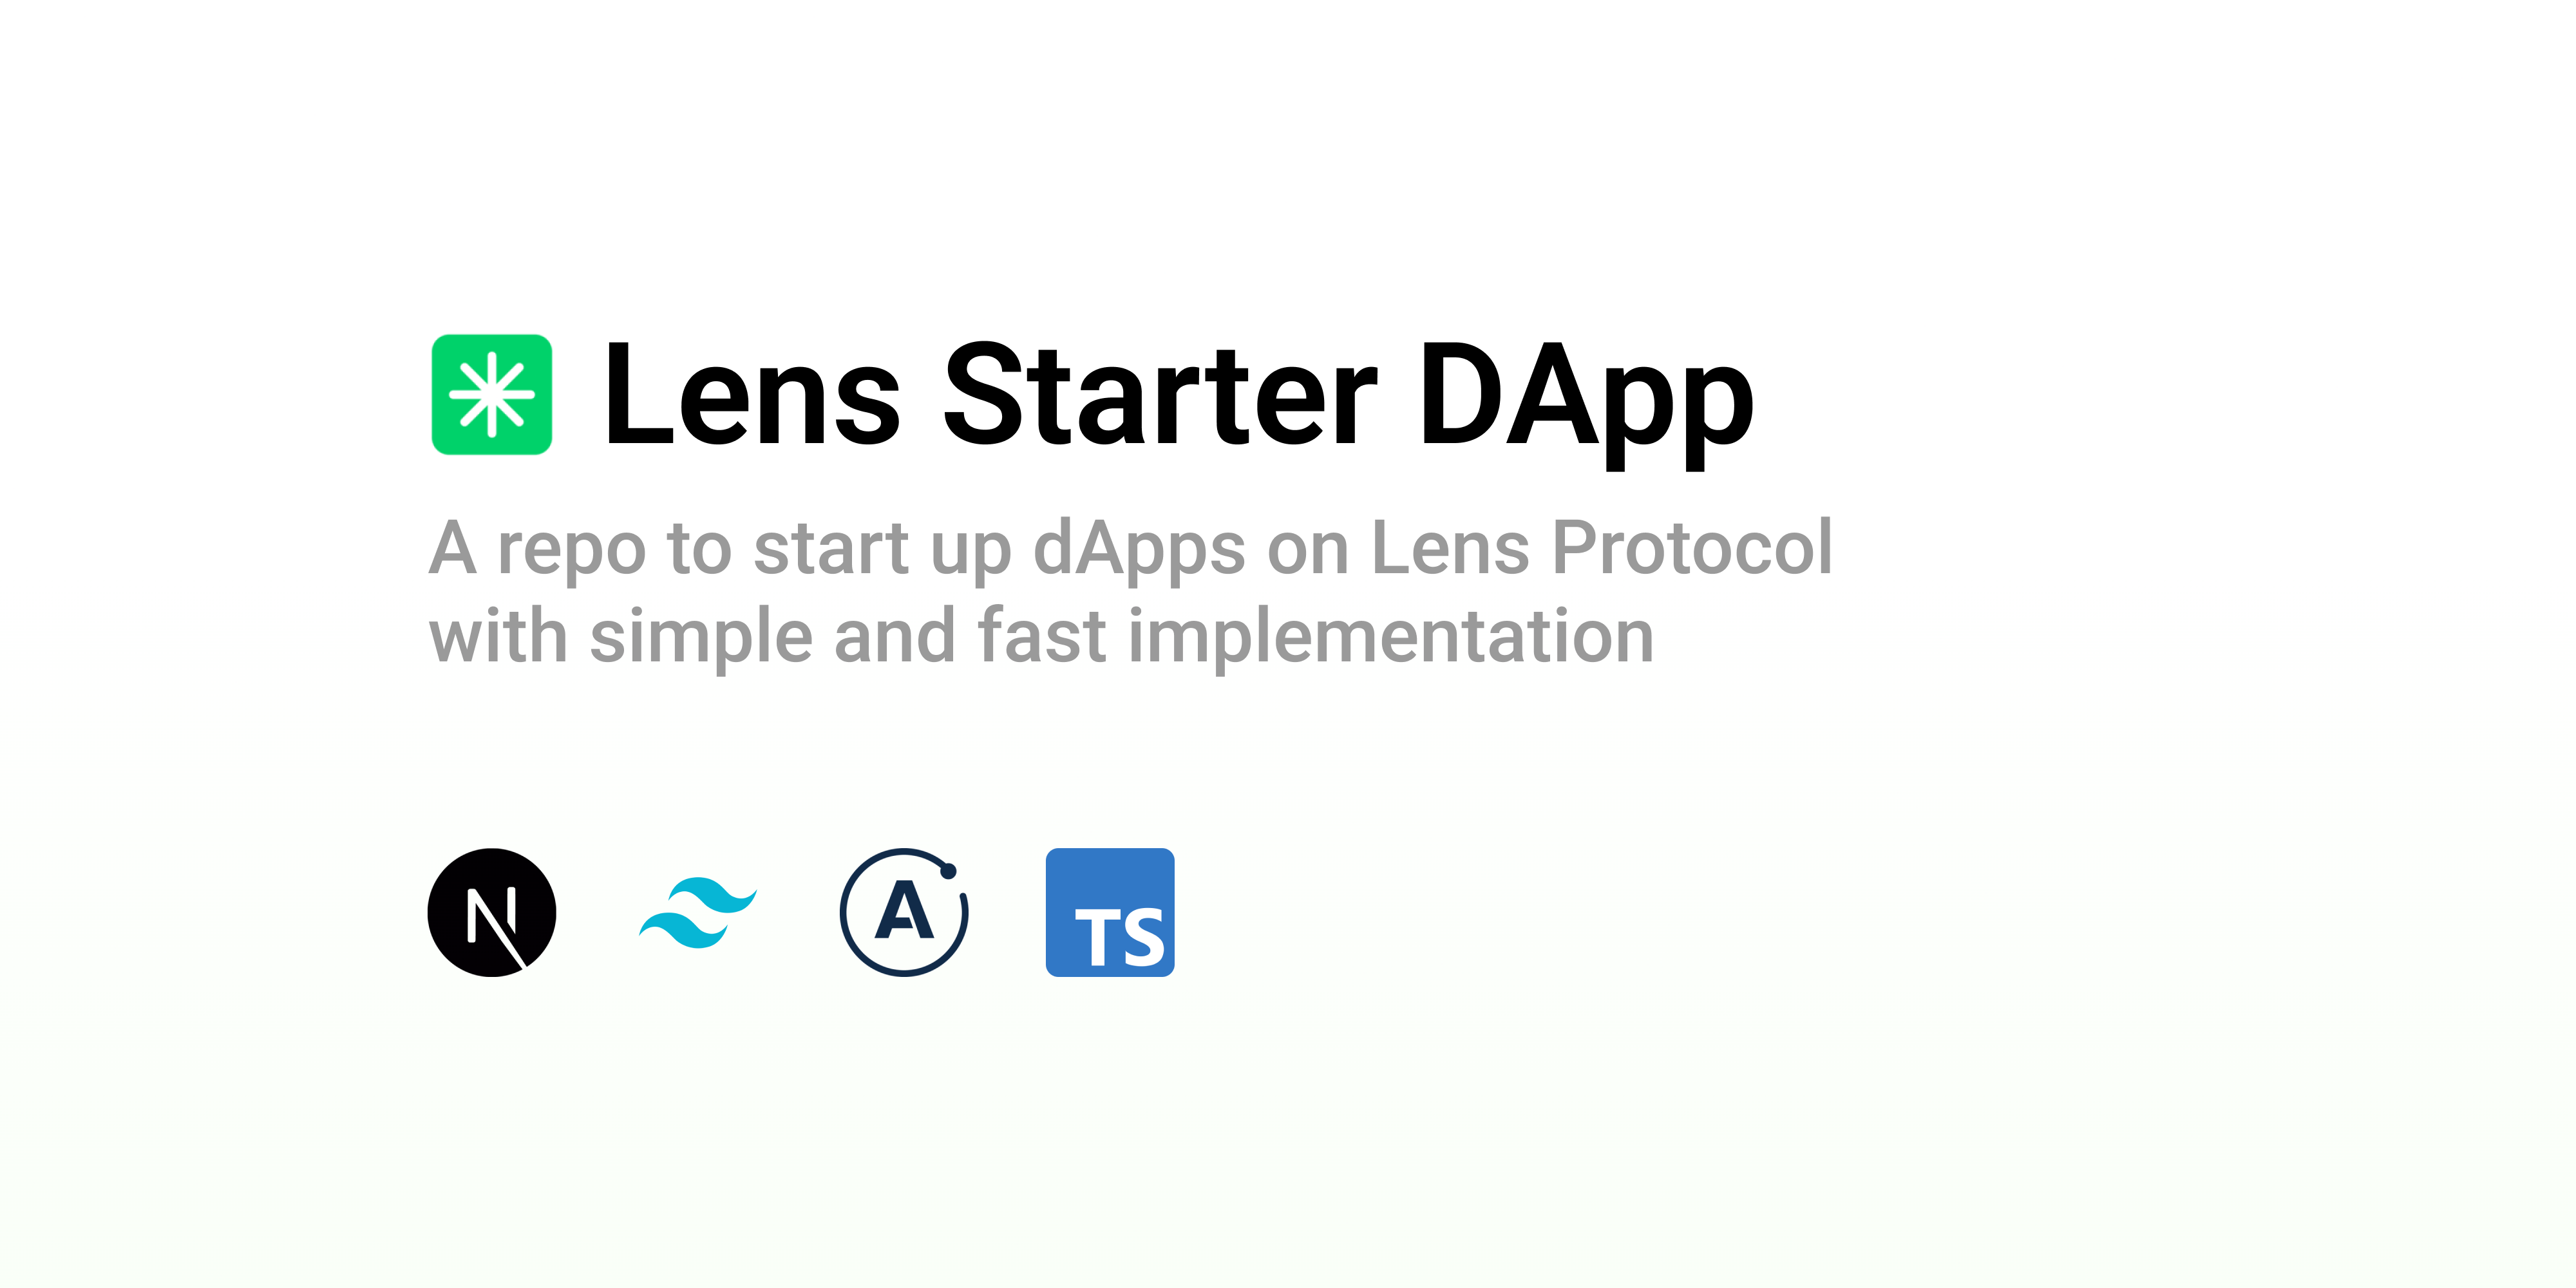 Lens Starter DApp
A repo to start up dApps on Lens Protocol
with simple and fast implementation
N A TS